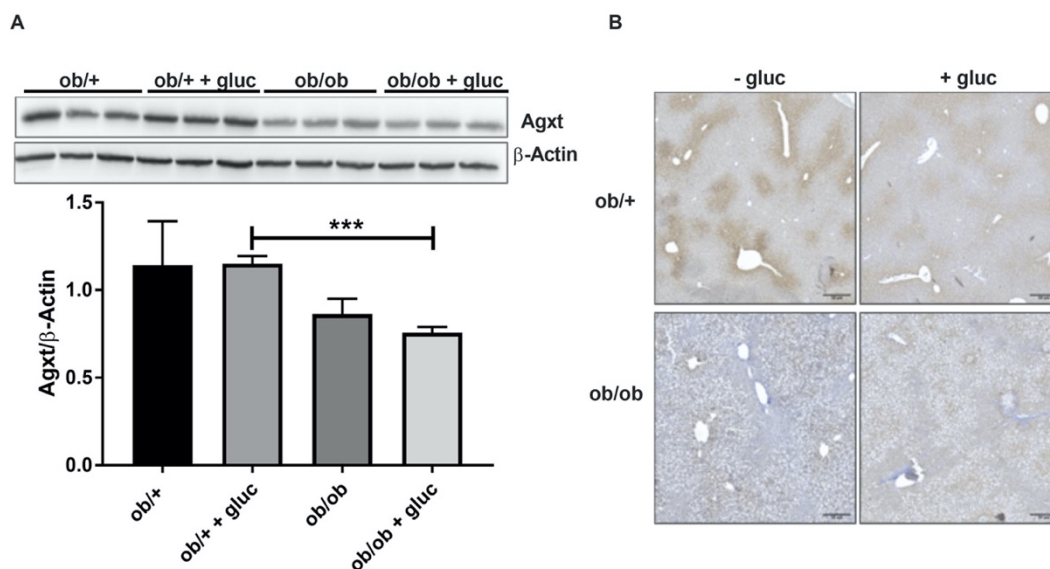 A
ob/+ ob/+ + gluc ob/ob ob/ob + gluc
Agxt
β-Actin
1.5
1.0
0.5
0.0
Agxt/β-Actin
***
ob/+
ob/+ + gluc
ob/ob
ob/ob + gluc
B
- gluc + gluc
ob/+
ob/ob